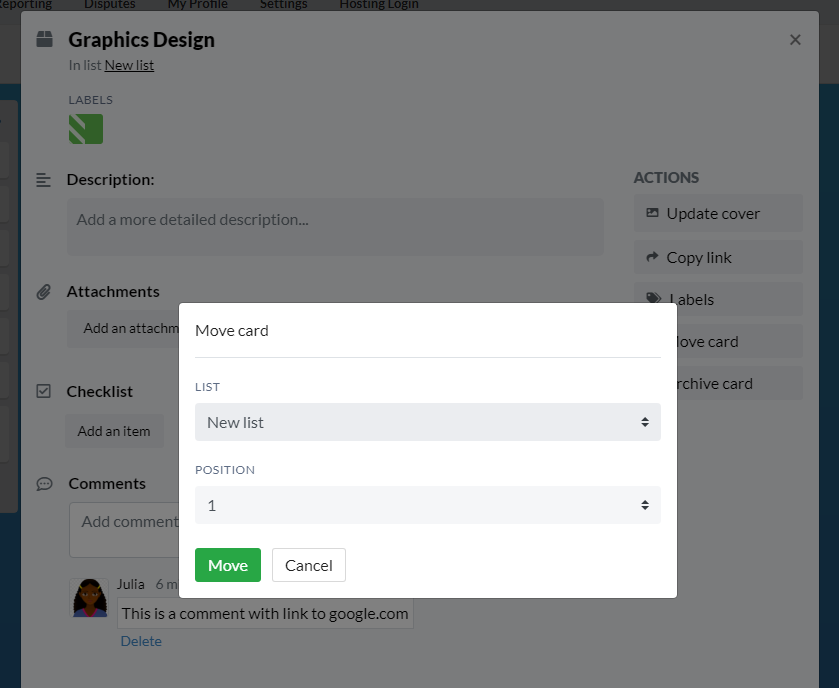 Reporting Disputes My Profile Settings Hosting Login
Graphics Design
In list New list
LABELS
Description:
Add a more detailed description...
ACTIONS
Update cover
Copy link
Labels
Move card
Archive card
Attachments
Add an attachm
Checklist
Add an item
Comments
Add comment
Julia 6 m
This is a comment with link to google.com
Delete
Move card
LIST
New list
POSITION
1
Move Cancel